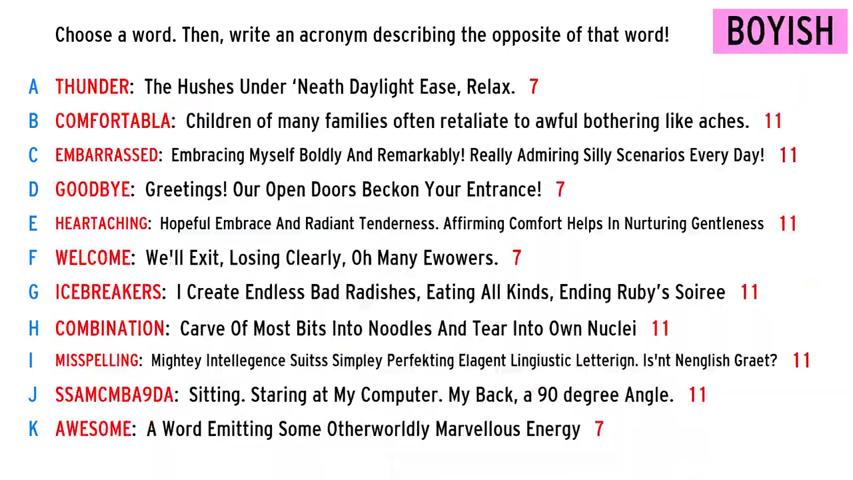 Choose a word. Then, write an acronym describing the opposite of that word!
BOYISH
A THUNDER: The Hushes Under ‘Neath Daylight Ease, Relax. 7
B COMFORTABLA: Children of many families often retaliate to awful bothering like aches. 11
C EMBARRASSED: Embracing Myself Boldly And Remarkably! Really Admiring Silly Scenarios Every Day! 11
D GOODBYE: Greetings! Our Open Doors Beckon Your Entrance! 7
E HEARTACHING: Hopeful Embrace And Radiant Tenderness. Affirming Comfort Helps In Nurturing Gentleness 11
F WELCOME: We'll Exit, Losing Clearly, Oh Many Ewowers. 7
G ICEBREAKERS: I Create Endless Bad Radishes, Eating All Kinds, Ending Ruby’s Soiree 11
H COMBINATION: Carve Of Most Bits Into Noodles And Tear Into Own Nuclei 11
I MISSPELLING: Mightey Intellegence Suitss Simpley Perfekting Elagent Lingiustic Letterign. Is'nt Nenglish Graet? 11
J SSAMCMBA9DA: Sitting. Staring at My Computer. My Back, a 90 degree Angle. 11
K AWESOME: A Word Emitting Some Otherworldly Marvellous Energy 7